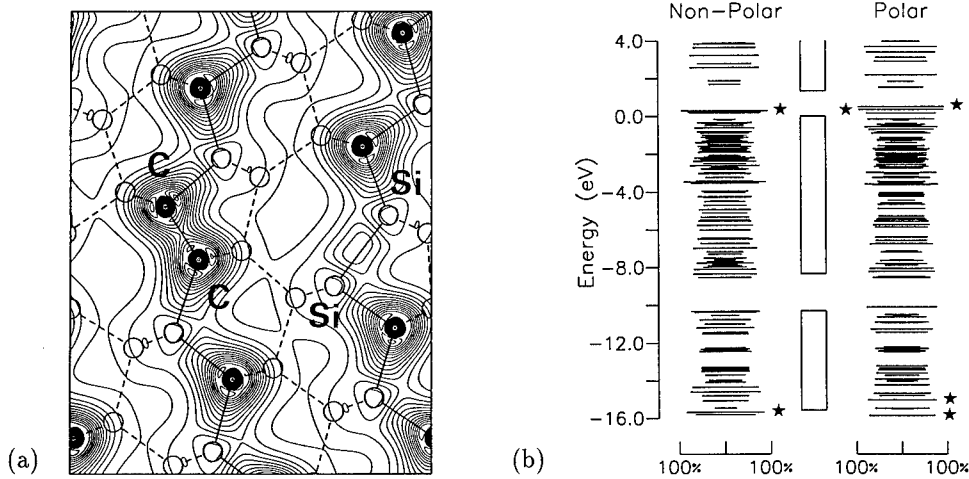 C
Si
C
Si
(a)
Non-Polar
Polar
Energy (eV)
4.0
0.0
−4.0
−8.0
−12.0
−16.0
★
★
★
★
★
★
100%
100%
100%
100%
(b)